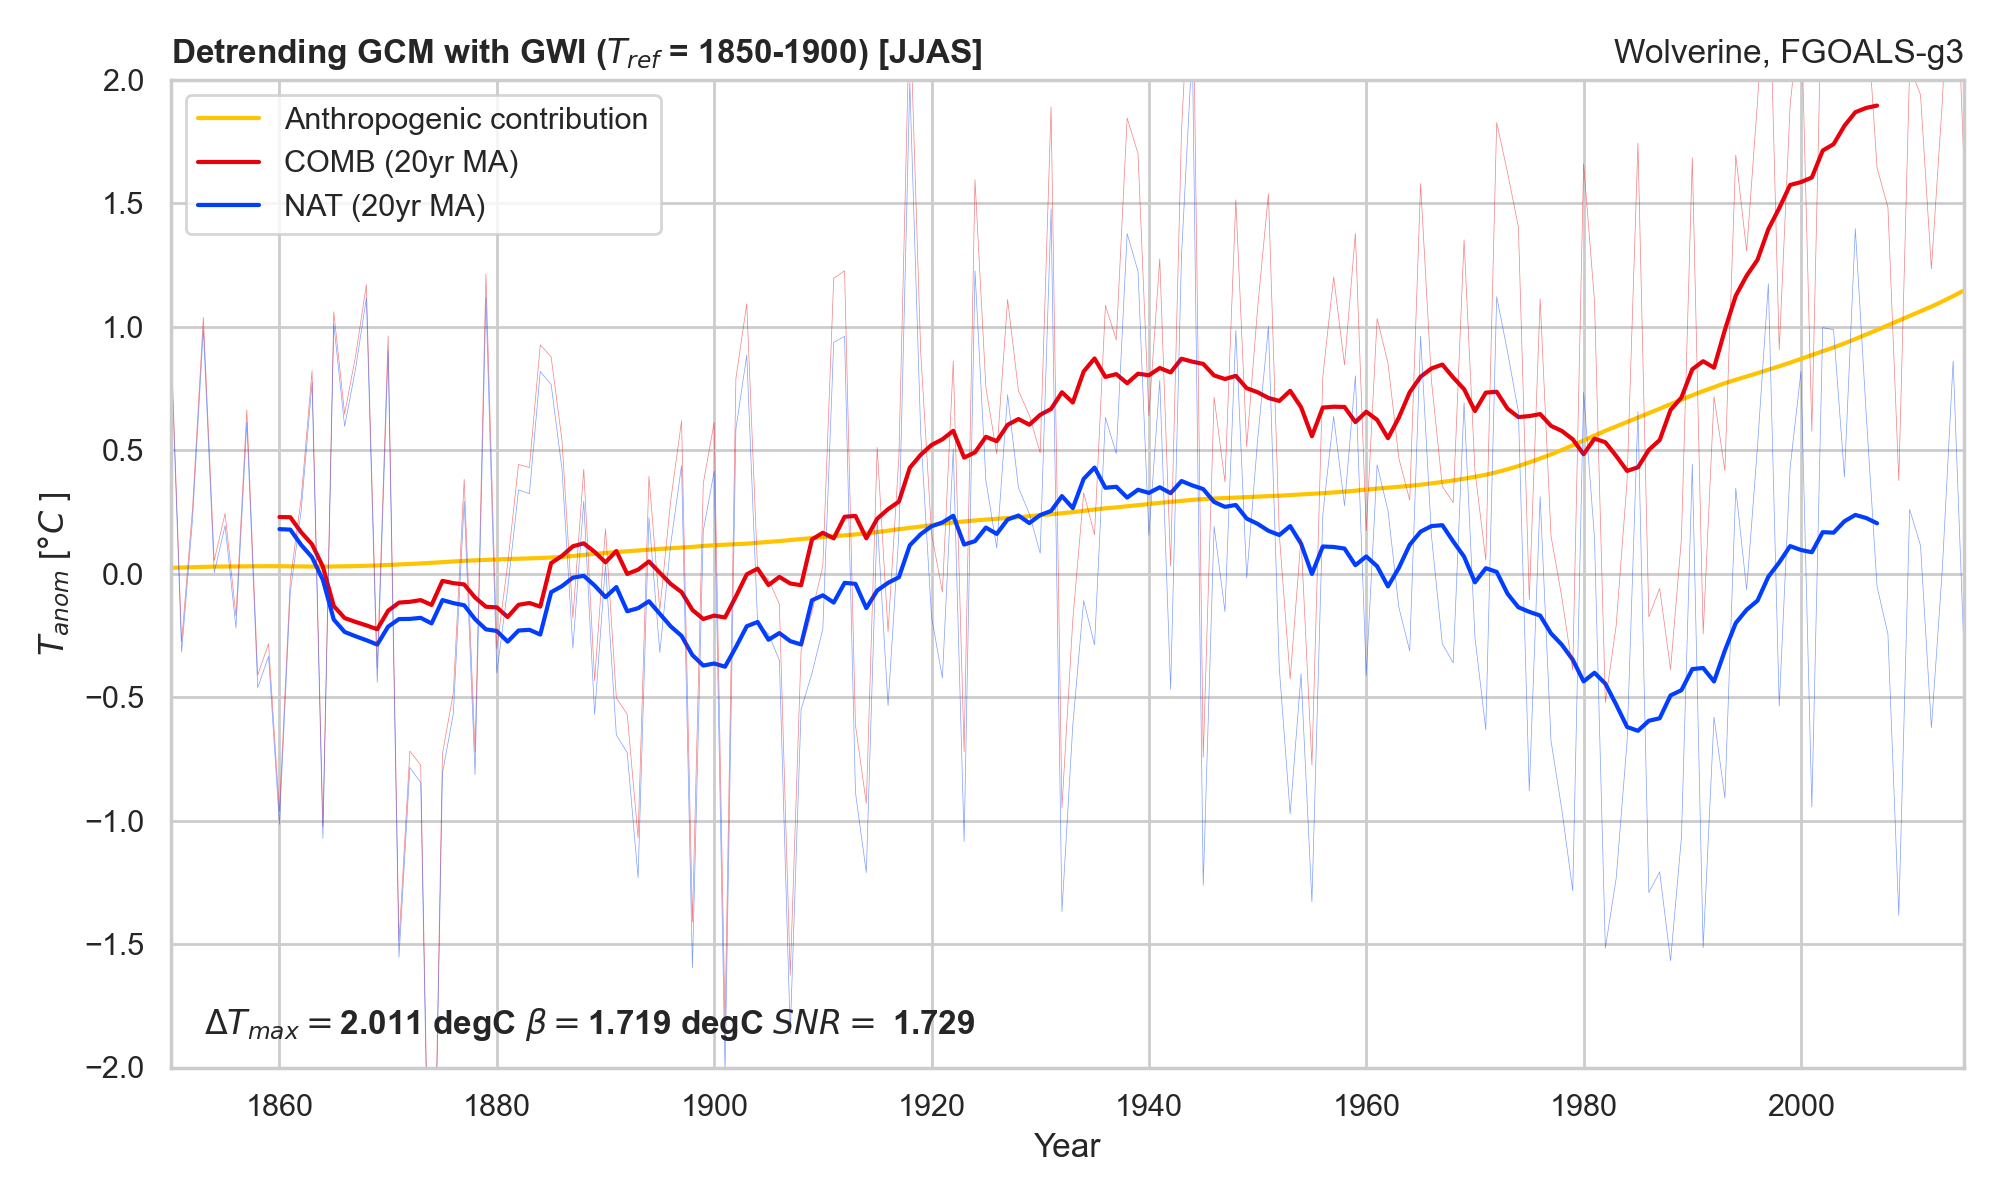 Detrending GCM with GWI (T_ref = 1850-1900) [JJAS]
Wolverine, FGOALS-g3
Anthropogenic contribution
COMB (20yr MA)
NAT (20yr MA)
2.0
1.5
1.0
0.5
0.0
−0.5
−1.0
−1.5
−2.0
T_anom [°C]
ΔT_max = 2.011 degC β = 1.719 degC SNR = 1.729
1860 1880 1900 1920 1940 1960 1980 2000
Year